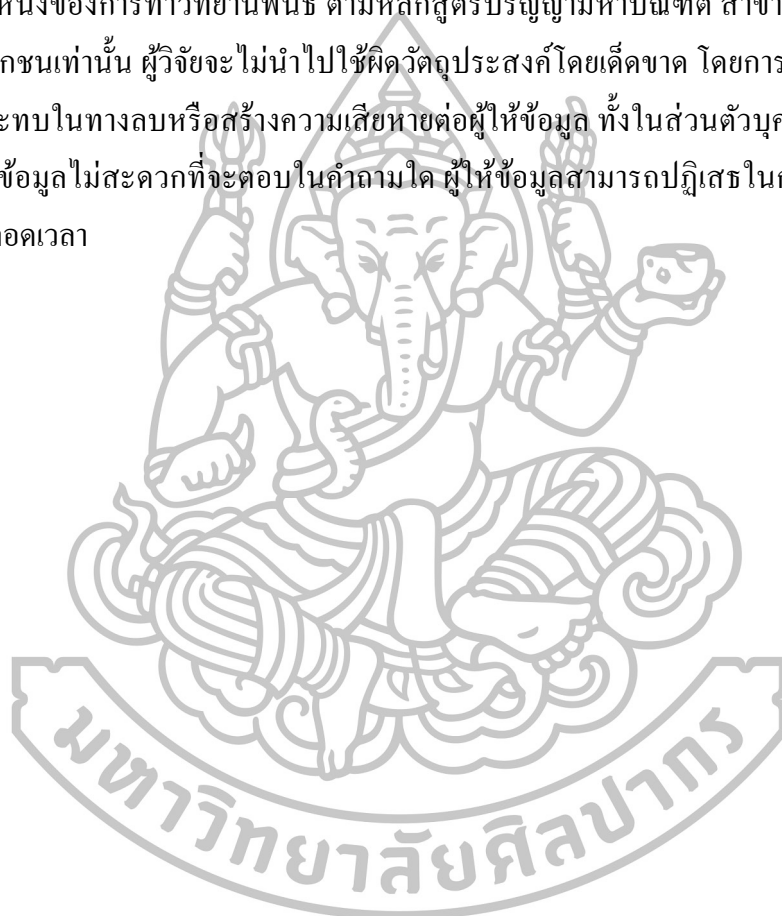 หนึ่งของการทำวิทยานิพนธ์ ตามหลักสูตรปริญญามหาบัณฑิต สาขา
กชนเท่านั้น ผู้วิจัยจะไม่นำไปใช้ผิดวัตถุประสงค์โดยเด็ดขาด โดยการ
ะทบในทางลบหรือสร้างความเสียหายต่อผู้ให้ข้อมูล ทั้งในส่วนตัวบุค
ข้อมูลไม่สะดวกที่จะตอบในคำถามใด ผู้ให้ข้อมูลสามารถปฏิเสธใน
อดเวลา
มหาวิทยาลัยศิลปากร